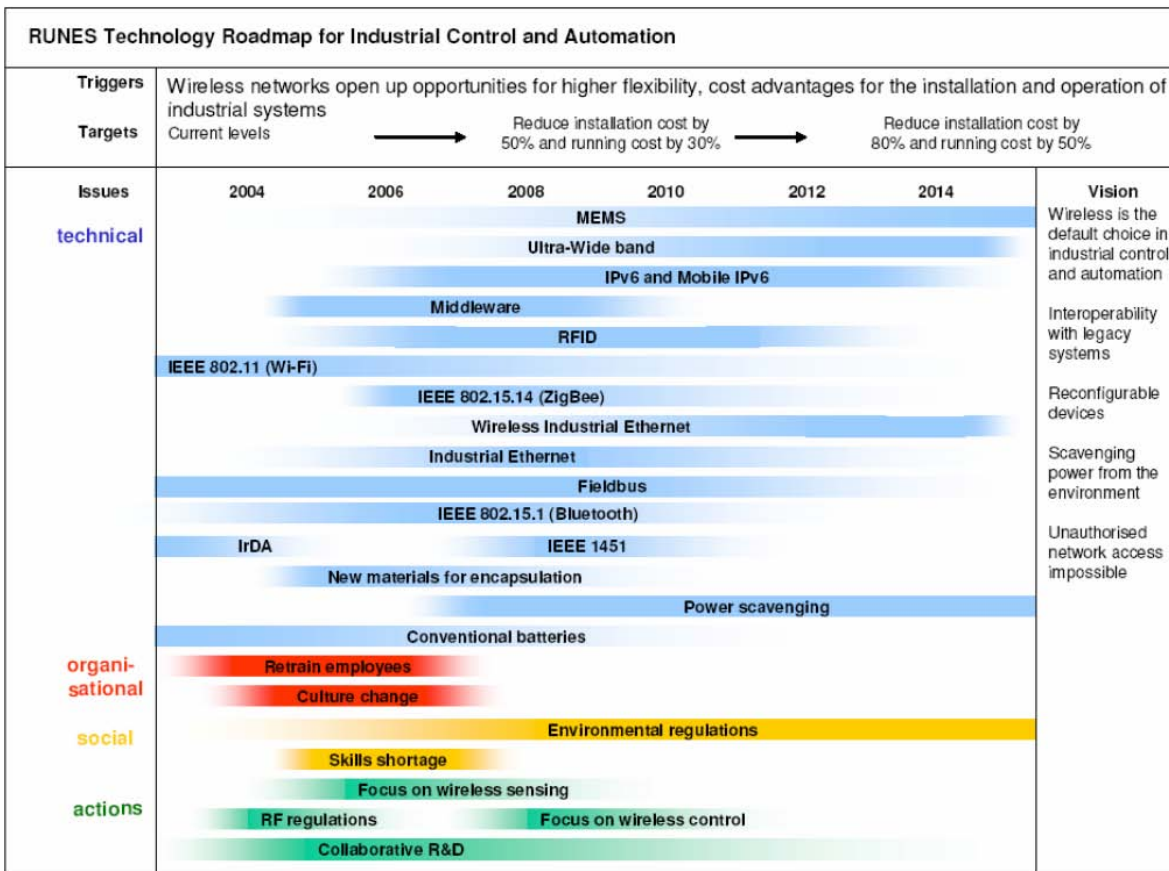 RUNES Technology Roadmap for Industrial Control and Automation
Triggers
Wireless networks open up opportunities for higher flexibility, cost advantages for the installation and operation of
industrial systems
Targets
Current levels
Reduce installation cost by
50% and running cost by 30%
Reduce installation cost by
80% and running cost by 50%
Issues
2004 2006 2008 2010 2012 2014
Vision
technical
MEMS
Ultra-Wide band
IPv6 and Mobile IPv6
Middleware
RFID
IEEE 802.11 (Wi-Fi)
IEEE 802.15.14 (ZigBee)
Wireless Industrial Ethernet
Industrial Ethernet
Fieldbus
IEEE 802.15.1 (Bluetooth)
IrDA
IEEE 1451
New materials for encapsulation
Power scavenging
Conventional batteries
organi-
sational
Retrain employees
Culture change
social
Environmental regulations
Skills shortage
actions
Focus on wireless sensing
RF regulations
Focus on wireless control
Collaborative R&D
Wireless is the
default choice in
industrial control
and automation
Interoperability
with legacy
systems
Reconfigurable
devices
Scavenging
power from the
environment
Unauthorised
network access
impossible